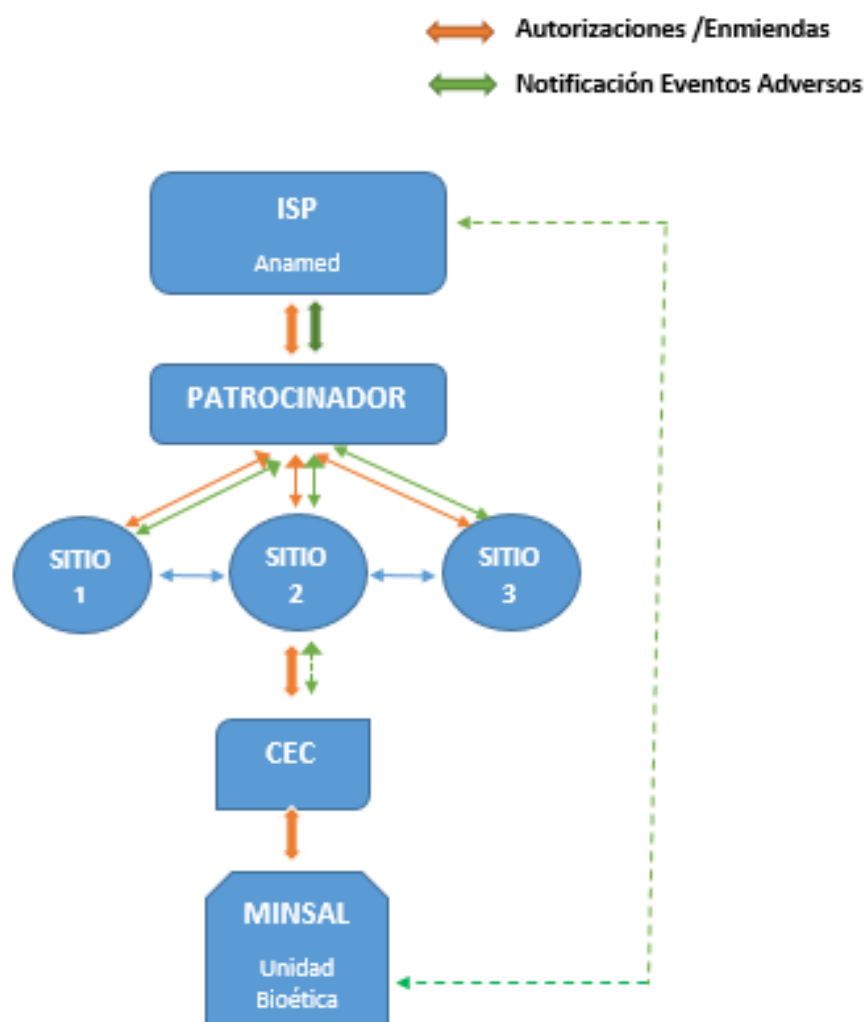 Autorizaciones /Enmiendas
Notificación Eventos Adversos
ISP
Anamed
PATROCINADOR
SITIO
1
SITIO
2
SITIO
3
CEC
MINSAL
Unidad
Bioética